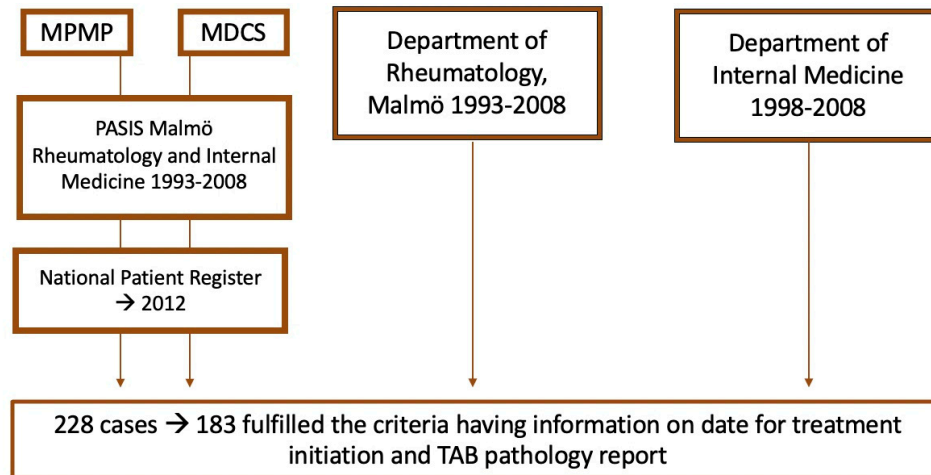 MPMP
MDCS
PASIS Malmö
Rheumatology and Internal
Medicine 1993-2008
National Patient Register
→ 2012
Department of
Rheumatology,
Malmö 1993-2008
Department of
Internal Medicine
1998-2008
228 cases → 183 fulfilled the criteria having information on date for treatment
initiation and TAB pathology report